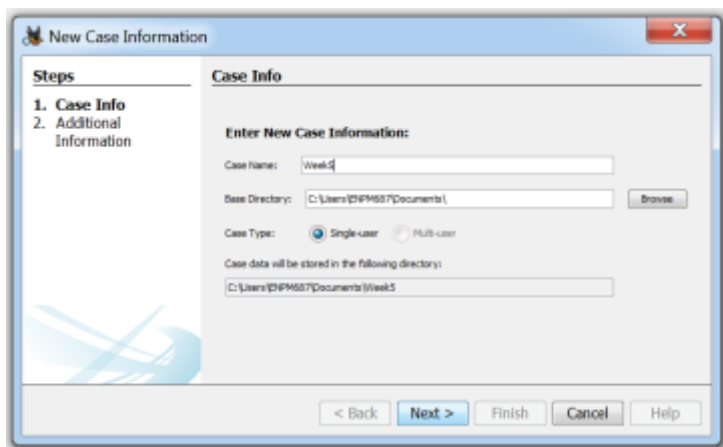 New Case Information
Steps
1. Case Info
2. Additional
Information
Case Info
Enter New Case Information:
Case Name: Week5
Base Directory: C:\Users\ENPM687\Documents\ Browse
Case Type: Single-user Multi-user
Case data will be stored in the following directory:
C:\Users\ENPM687\Documents\Week5
< Back Next > Finish Cancel Help